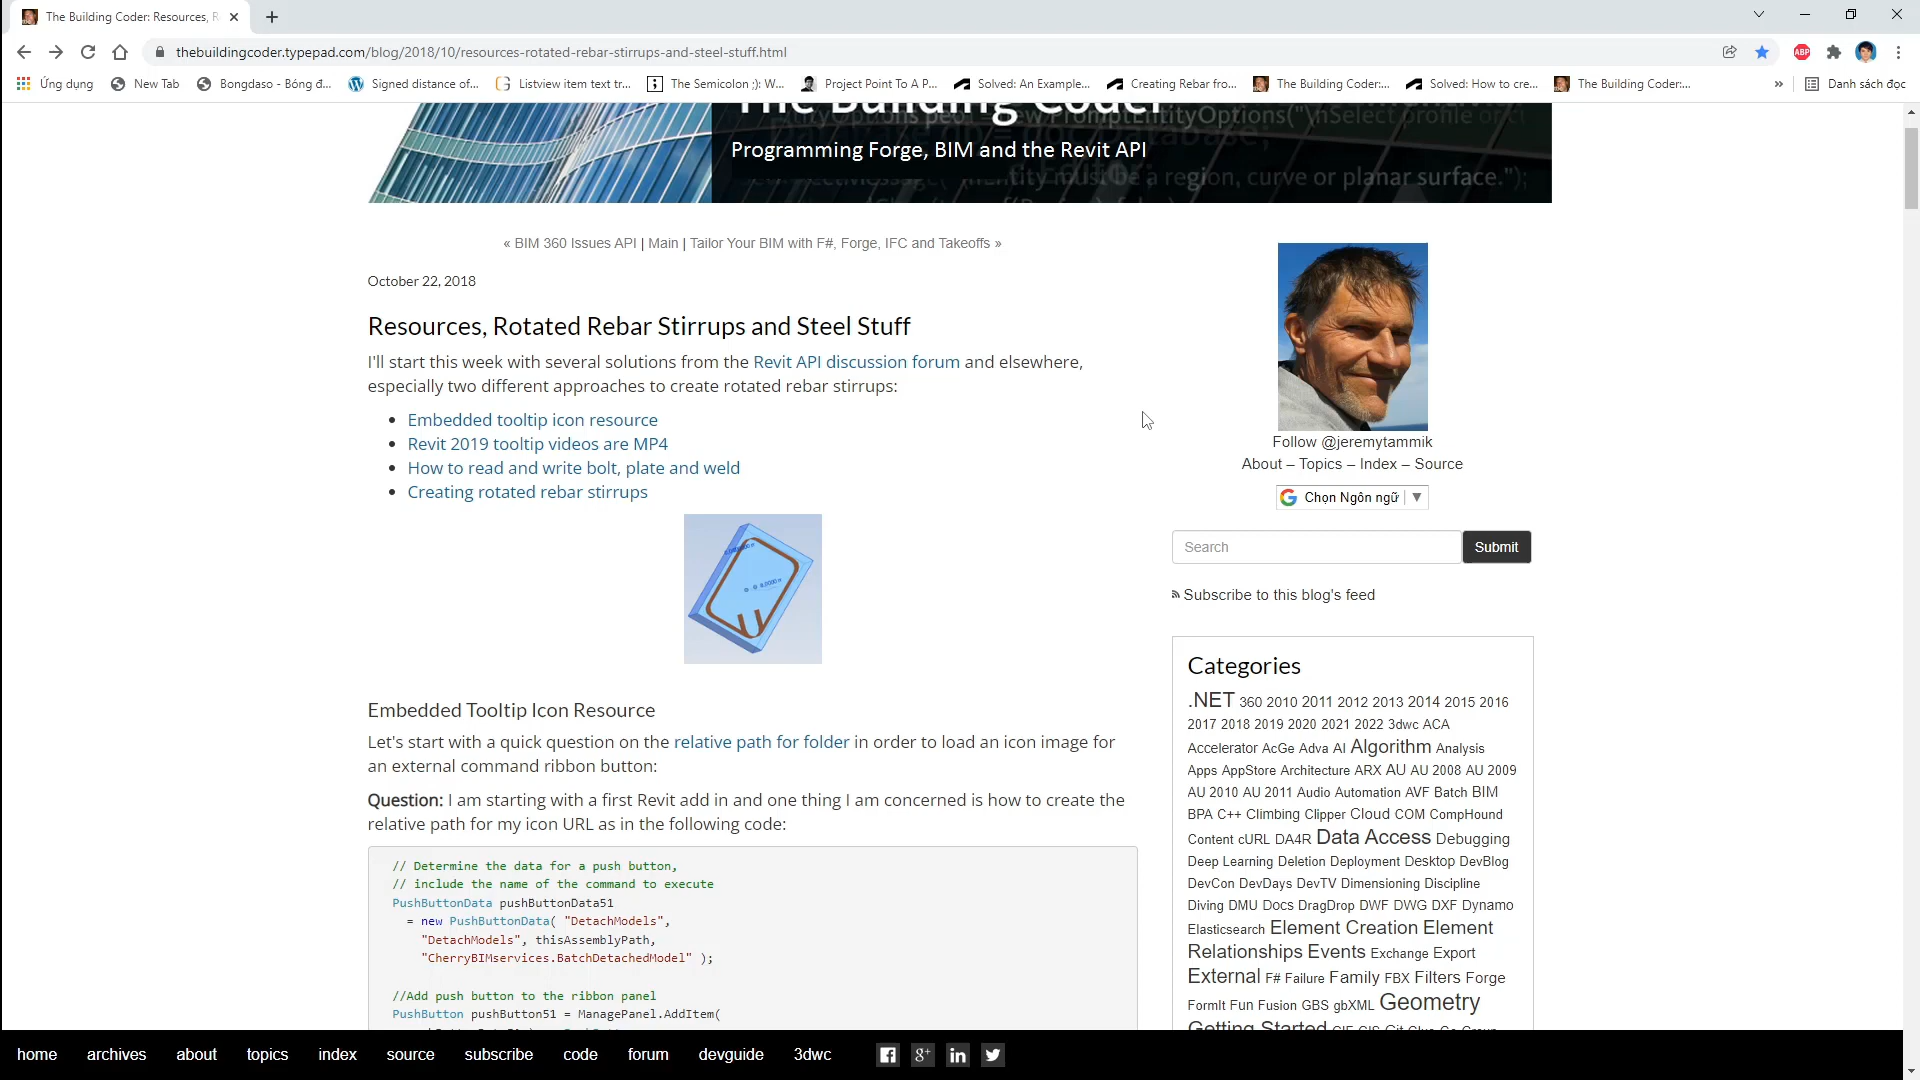 The Building Coder: Resources, R
thebuildingcoder.typepad.com/blog/2018/10/resources-rotated-rebar-stirrups-and-steel-stuff.html
ABP
Ứng dụng
New Tab
Bongdaso - Bóng đ...
Signed distance of...
Listview item text tr...
The Semicolon ;): W...
Project Point To A P...
Solved: An Example...
Creating Rebar fro...
The Building Coder:...
Solved: How to cre...
The Building Coder:...
»
Danh sách đọc
The Building Coder
Programming Forge, BIM and the Revit API
« BIM 360 Issues API | Main | Tailor Your BIM with F#, Forge, IFC and Takeoffs »
October 22, 2018
Resources, Rotated Rebar Stirrups and Steel Stuff
I'll start this week with several solutions from the Revit API discussion forum and elsewhere,
especially two different approaches to create rotated rebar stirrups:
• Embedded tooltip icon resource
• Revit 2019 tooltip videos are MP4
• How to read and write bolt, plate and weld
• Creating rotated rebar stirrups
Embedded Tooltip Icon Resource
Let's start with a quick question on the relative path for folder in order to load an icon image for
an external command ribbon button:
Question: I am starting with a first Revit add in and one thing I am concerned is how to create the
relative path for my icon URL as in the following code:
// Determine the data for a push button,
// include the name of the command to execute
PushButtonData pushButtonData51
= new PushButtonData( "DetachModels",
"DetachModels", thisAssemblyPath,
"CherryBIMservices.BatchDetachedModel" );
//Add push button to the ribbon panel
PushButton pushButton51 = ManagePanel.AddItem(
Follow @jeremytammik
About – Topics – Index – Source
Chọn Ngôn ngữ ▼
Search
Submit
Subscribe to this blog's feed
Categories
.NET 360 2010 2011 2012 2013 2014 2015 2016
2017 2018 2019 2020 2021 2022 3dwc ACA
Accelerator AcGe Adva AI Algorithm Analysis
Apps AppStore Architecture ARX AU AU 2008 AU 2009
AU 2010 AU 2011 Audio Automation AVF Batch BIM
BPA C++ Climbing Clipper Cloud COM CompHound
Content cURL DA4R Data Access Debugging
Deep Learning Deletion Deployment Desktop DevBlog
DevCon DevDays DevTV Dimensioning Discipline
Diving DMU Docs DragDrop DWF DWG DXF Dynamo
Elasticsearch Element Creation Element
Relationships Events Exchange Export
External F# Failure Family FBX Filters Forge
FormIt Fun Fusion GBS gbXML Geometry
Getting Started GIF GIS Git Glue Go Group
home
archives
about
topics
index
source
subscribe
code
forum
devguide
3dwc